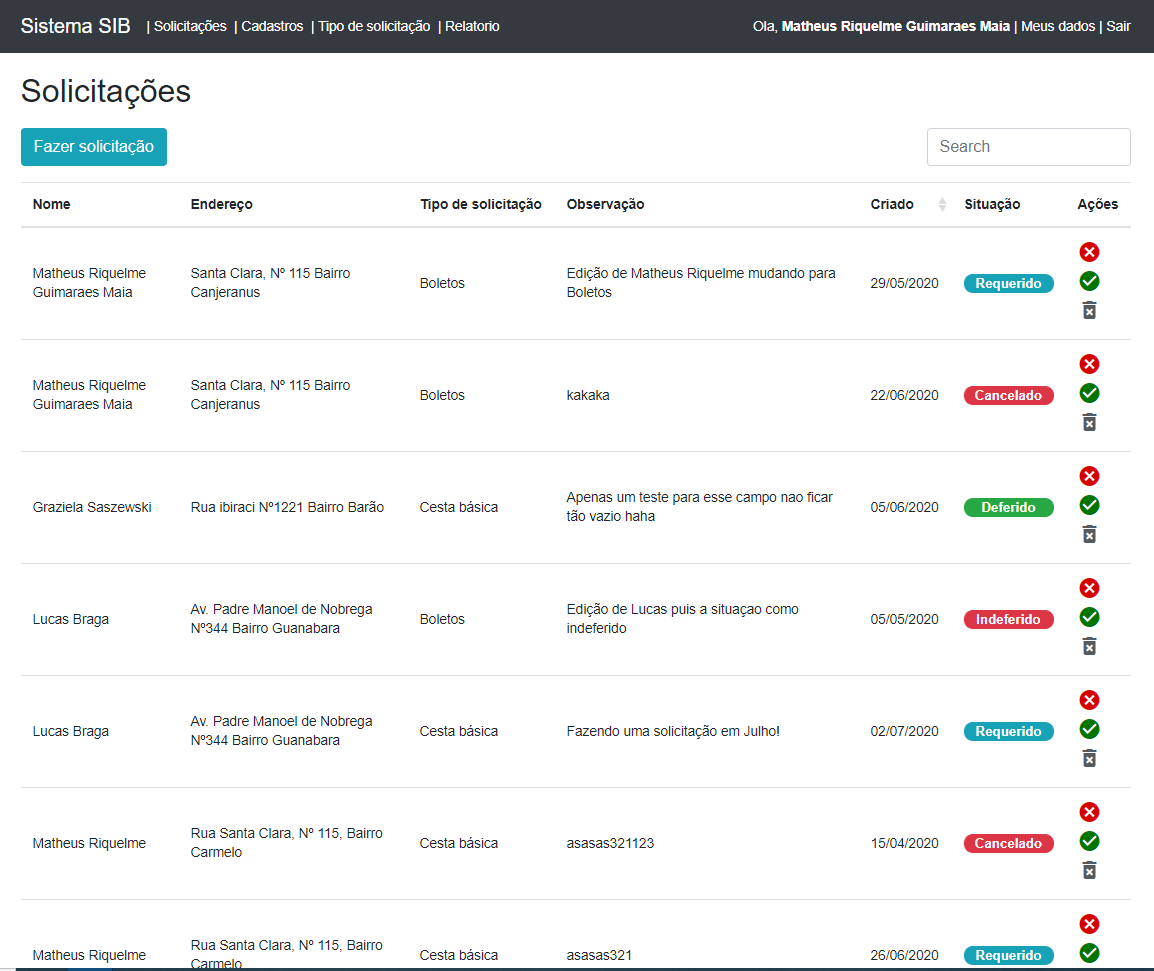 Sistema SIB | Solicitações | Cadastros | Tipo de solicitação | Relatorio Ola, Matheus Riquelme Guimaraes Maia | Meus dados | Sair
Solicitações
Fazer solicitação Search
Nome Endereço Tipo de solicitação Observação Criado Situação Ações
Matheus Riquelme Santa Clara, Nº 115 Bairro Edição de Matheus Riquelme mudando para
Boletos 29/05/2020 Requerido
Guimaraes Maia Canjeranus Boletos
Matheus Riquelme Santa Clara, Nº 115 Bairro
Boletos kakaka 22/06/2020 Cancelado
Guimaraes Maia Canjeranus
Apenas um teste para esse campo nao ficar
Graziela Saszewski Rua ibiraci Nº1221 Bairro Barão Cesta básica 05/06/2020 Deferido
tão vazio haha
Av. Padre Manoel de Nobrega Edição de Lucas puis a situaçao como
Lucas Braga Boletos 05/05/2020 Indeferido
Nº344 Bairro Guanabara indeferido
Av. Padre Manoel de Nobrega
Lucas Braga Cesta básica Fazendo uma solicitação em Julho! 02/07/2020 Requerido
Nº344 Bairro Guanabara
Rua Santa Clara, Nº 115, Bairro
Matheus Riquelme Cesta básica asasas321123 15/04/2020 Cancelado
Carmelo
Rua Santa Clara, Nº 115, Bairro
Matheus Riquelme Cesta básica asasas321 26/06/2020 Requerido
Carmelo